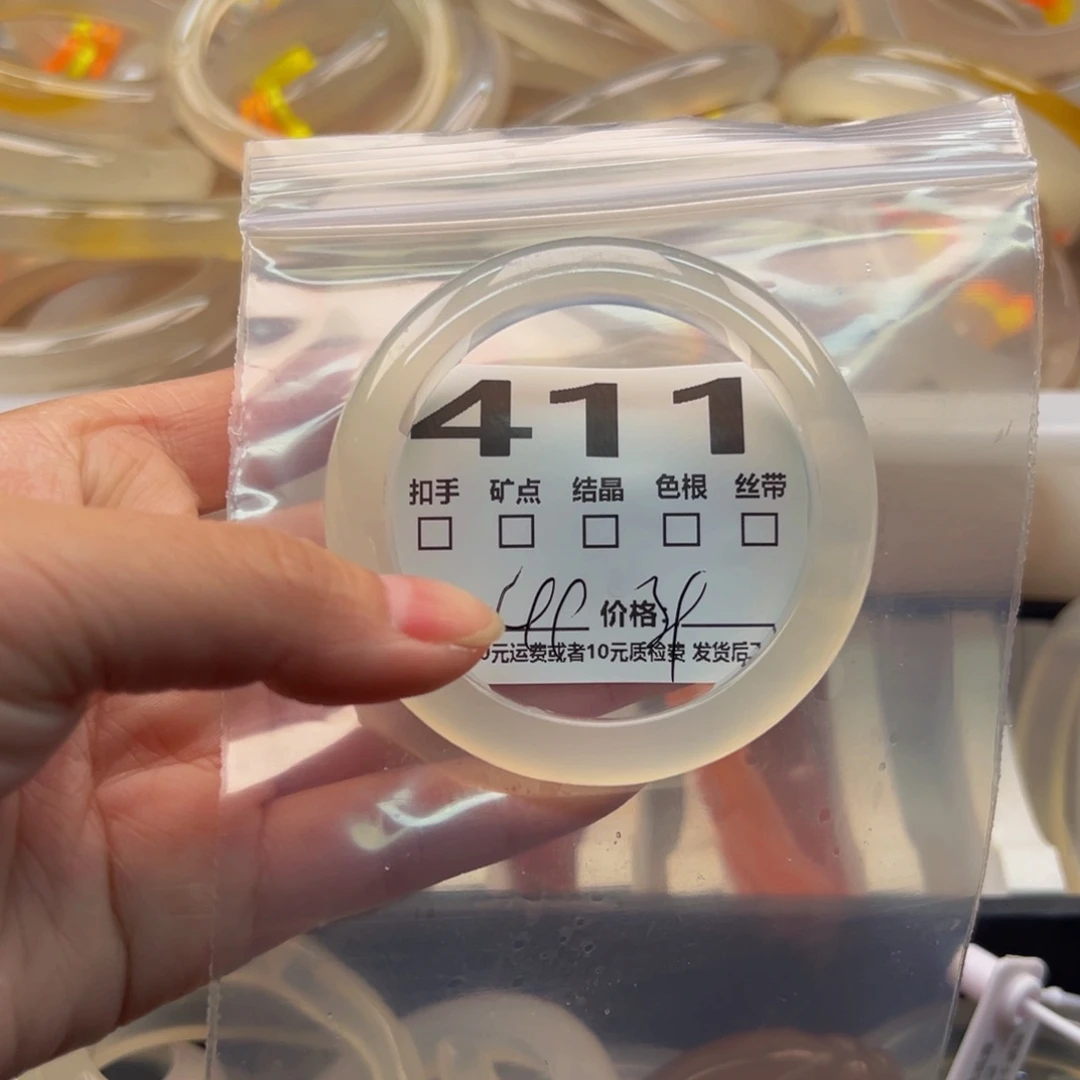 411
扣手 矿点 结晶 色根 丝带
价格
0元运费或者10元质检费 发货后